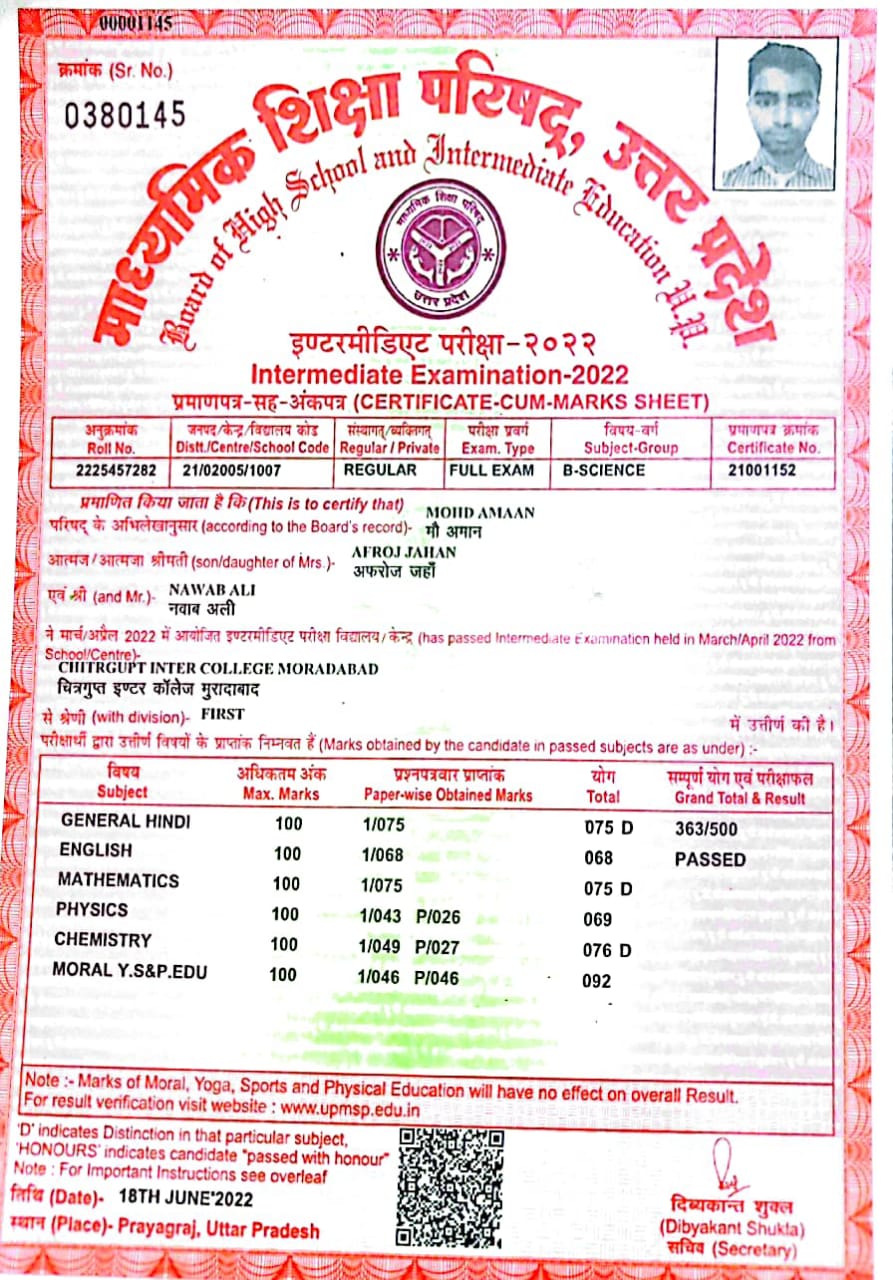 00001145
क्रमांक (Sr. No.)
0380145
माध्यमिक शिक्षा परिषद्, उत्तर प्रदेश
Board of High School and Intermediate Education U.P.
माध्यमिक शिक्षा परिषद्
उत्तर प्रदेश
इण्टरमीडिएट परीक्षा-२०२२
Intermediate Examination-2022
प्रमाणपत्र-सह-अंकपत्र (CERTIFICATE-CUM-MARKS SHEET)
अनुक्रमांक जनपद/केन्द्र/विद्यालय कोड संस्थागत/व्यक्तिगत परीक्षा प्रवर्ग विषय-वर्ग प्रमाणपत्र क्रमांक
Roll No. Distt./Centre/School Code Regular / Private Exam. Type Subject-Group Certificate No.
2225457282 21/02005/1007 REGULAR FULL EXAM B-SCIENCE 21001152
प्रमाणित किया जाता है कि (This is to certify that) MOHD AMAAN
परिषद् के अभिलेखानुसार (according to the Board's record)- मौ अमान
आत्मज/आत्मजा श्रीमती (son/daughter of Mrs.)- AFROJ JAHAN
अफरोज जहाँ
एवं श्री (and Mr.)- NAWAB ALI
नवाब अली
ने मार्च/अप्रैल 2022 में आयोजित इण्टरमीडिएट परीक्षा विद्यालय/केन्द्र (has passed Intermediate Examination held in March/April 2022 from
School/Centre)-
CHITRGUPT INTER COLLEGE MORADABAD
चित्रगुप्त इण्टर कॉलेज मुरादाबाद
से श्रेणी (with division)- FIRST में उत्तीर्ण की है।
परीक्षार्थी द्वारा उत्तीर्ण विषयों के प्राप्तांक निम्नवत हैं (Marks obtained by the candidate in passed subjects are as under) :-
विषय अधिकतम अंक प्रश्नपत्रवार प्राप्तांक योग सम्पूर्ण योग एवं परीक्षाफल
Subject Max. Marks Paper-wise Obtained Marks Total Grand Total & Result
GENERAL HINDI 100 1/075 075 D 363/500
ENGLISH 100 1/068 068 PASSED
MATHEMATICS 100 1/075 075 D
PHYSICS 100 1/043 P/026 069
CHEMISTRY 100 1/049 P/027 076 D
MORAL Y.S&P.EDU 100 1/046 P/046 092
Note :- Marks of Moral, Yoga, Sports and Physical Education will have no effect on overall Result.
For result verification visit website : www.upmsp.edu.in
'D' indicates Distinction in that particular subject,
'HONOURS' indicates candidate "passed with honour"
Note : For Important Instructions see overleaf
तिथि (Date)- 18TH JUNE'2022
स्थान (Place)- Prayagraj, Uttar Pradesh
दिब्यकान्त शुक्ल
(Dibyakant Shukla)
सचिव (Secretary)